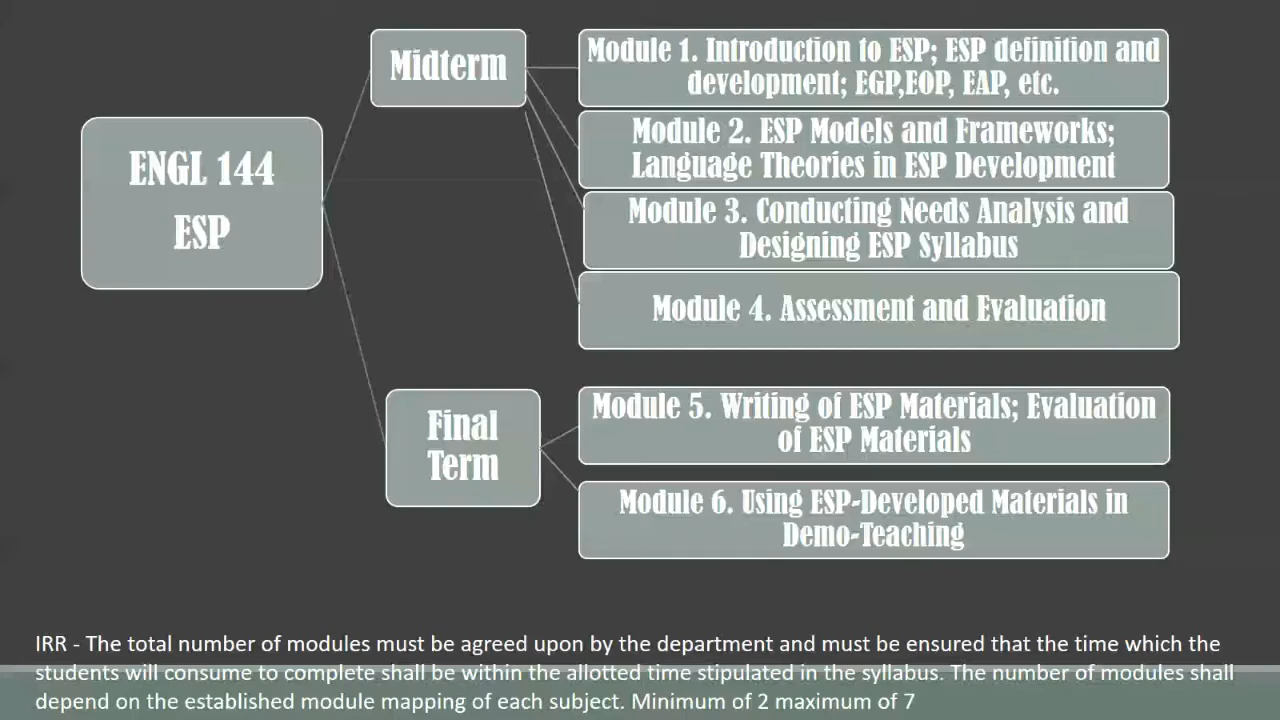 ENGL 144
ESP
Midterm
Module 1. Introduction to ESP; ESP definition and
development; EGP,EOP, EAP, etc.
Module 2. ESP Models and Frameworks;
Language Theories in ESP Development
Module 3. Conducting Needs Analysis and
Designing ESP Syllabus
Module 4. Assessment and Evaluation
Final
Term
Module 5. Writing of ESP Materials; Evaluation
of ESP Materials
Module 6. Using ESP-Developed Materials in
Demo-Teaching
IRR - The total number of modules must be agreed upon by the department and must be ensured that the time which the
students will consume to complete shall be within the allotted time stipulated in the syllabus. The number of modules shall
depend on the established module mapping of each subject. Minimum of 2 maximum of 7